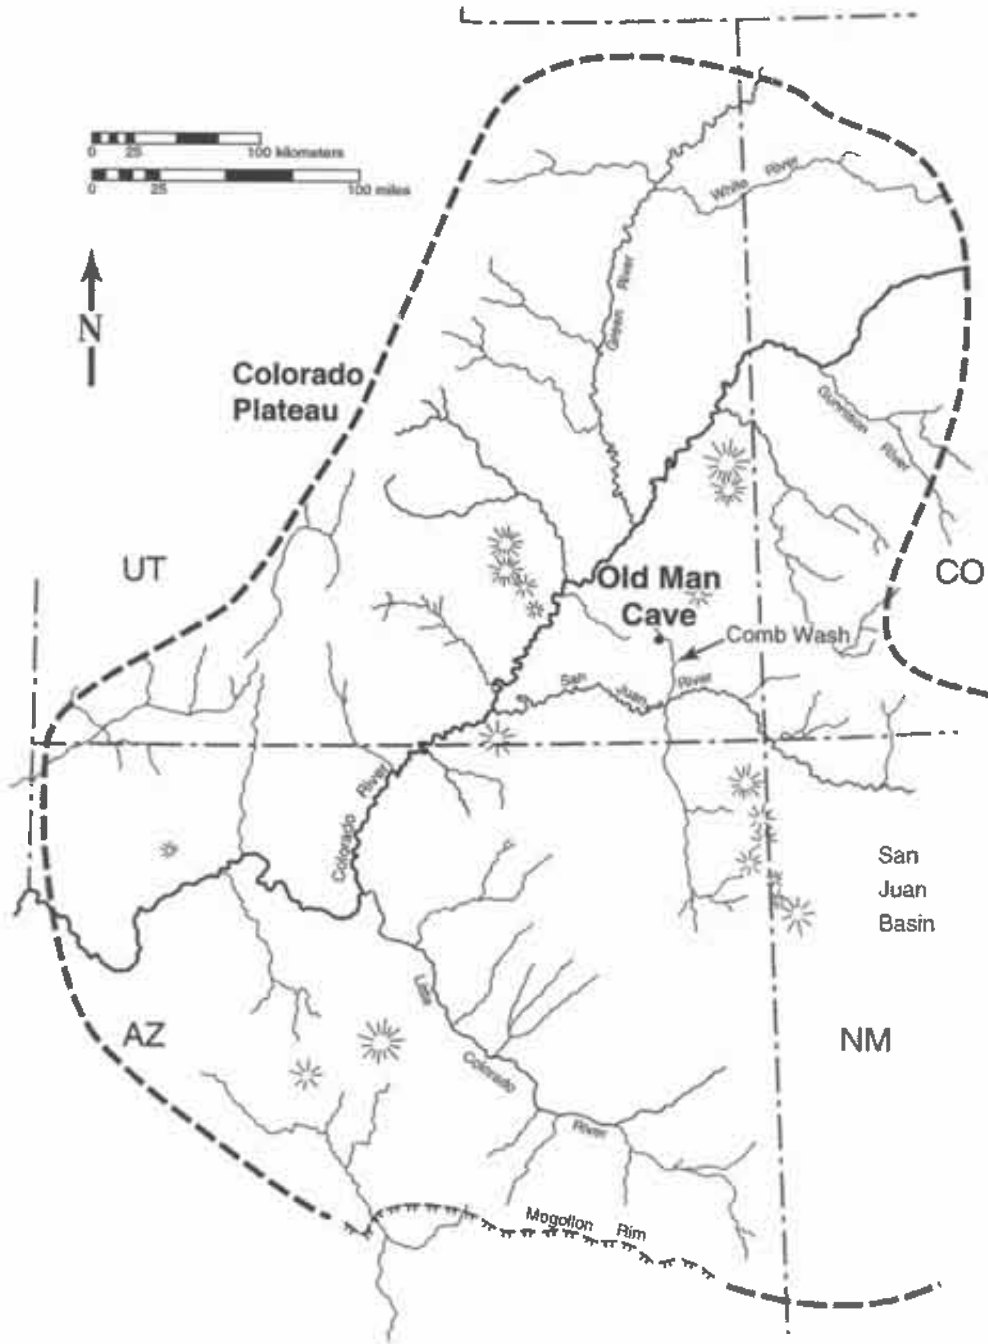 0 25 100 kilometers
0 25 100 miles
N
White River
Green River
Colorado
Plateau
Gunnison River
UT
CO
Old Man
Cave
Comb Wash
San Juan River
Colorado River
San
Juan
Basin
Little Colorado River
AZ
NM
Mogollon Rim